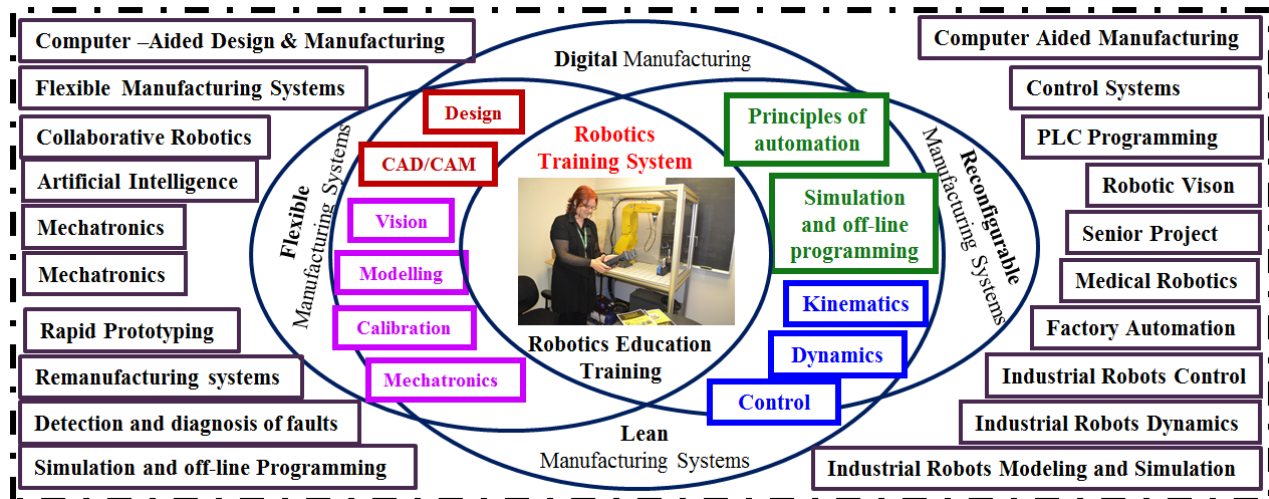 Computer –Aided Design & Manufacturing
Flexible Manufacturing Systems
Collaborative Robotics
Artificial Intelligence
Mechatronics
Mechatronics
Rapid Prototyping
Remanufacturing systems
Detection and diagnosis of faults
Simulation and off-line Programming
Flexible
Manufacturing Systems
Digital Manufacturing
Design
CAD/CAM
Vision
Modelling
Calibration
Mechatronics
Robotics
Training System
Robotics Education
Training
Lean
Manufacturing Systems
Principles of
automation
Simulation
and off-line
programming
Kinematics
Dynamics
Control
Reconfigurable
Manufacturing Systems
Computer Aided Manufacturing
Control Systems
PLC Programming
Robotic Vison
Senior Project
Medical Robotics
Factory Automation
Industrial Robots Control
Industrial Robots Dynamics
Industrial Robots Modeling and Simulation